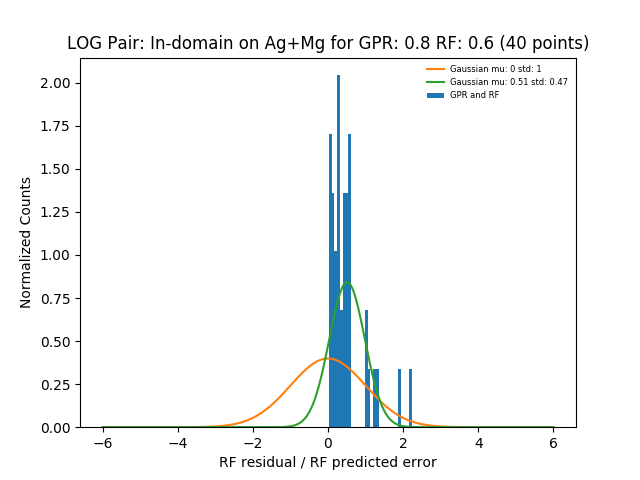 LOG Pair: In-domain on Ag+Mg for GPR: 0.8 RF: 0.6 (40 points)
Gaussian mu: 0 std: 1
Gaussian mu: 0.51 std: 0.47
GPR and RF
Normalized Counts
2.00
1.75
1.50
1.25
1.00
0.75
0.50
0.25
0.00
−6
−4
−2
0
2
4
6
RF residual / RF predicted error